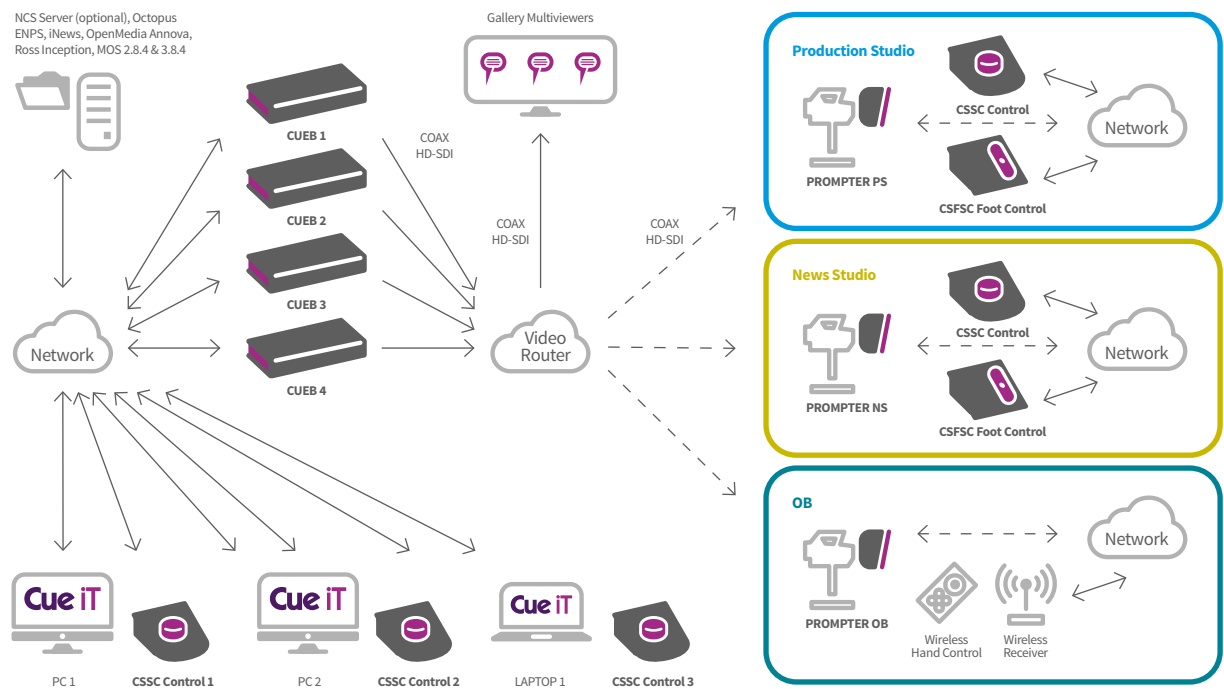 NCS Server (optional), Octopus
ENPS, iNews, OpenMedia Annova,
Ross Inception, MOS 2.8.4 & 3.8.4
Gallery Multiviewers
CUEB 1
COAX
HD-SDI
CUEB 2
CUEB 3
CUEB 4
Network
COAX
HD-SDI
Video
Router
COAX
HD-SDI
Production Studio
CSSC Control
Network
PROMPTER PS
CSFSC Foot Control
News Studio
CSSC Control
Network
PROMPTER NS
CSFSC Foot Control
OB
Network
PROMPTER OB
Wireless
Hand Control
Wireless
Receiver
Cue iT
Cue iT
Cue iT
PC 1
CSSC Control 1
PC 2
CSSC Control 2
LAPTOP 1
CSSC Control 3